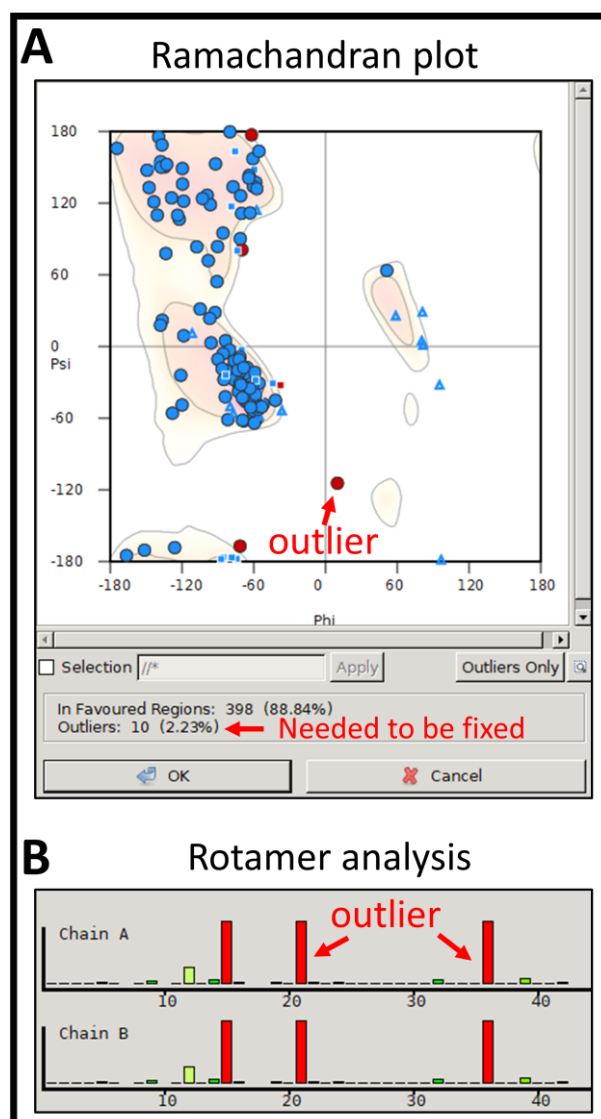 A Ramachandran plot
180
120
60
0
Psi
-60
-120
-180
outlier
-180 -120 -60 0 60 120 180
Phi
Selection //* Apply Outliers Only
In Favoured Regions: 398 (88.84%)
Outliers: 10 (2.23%) Needed to be fixed
OK Cancel
B Rotamer analysis
outlier
Chain A
10 20 30 40
Chain B
10 20 30 40